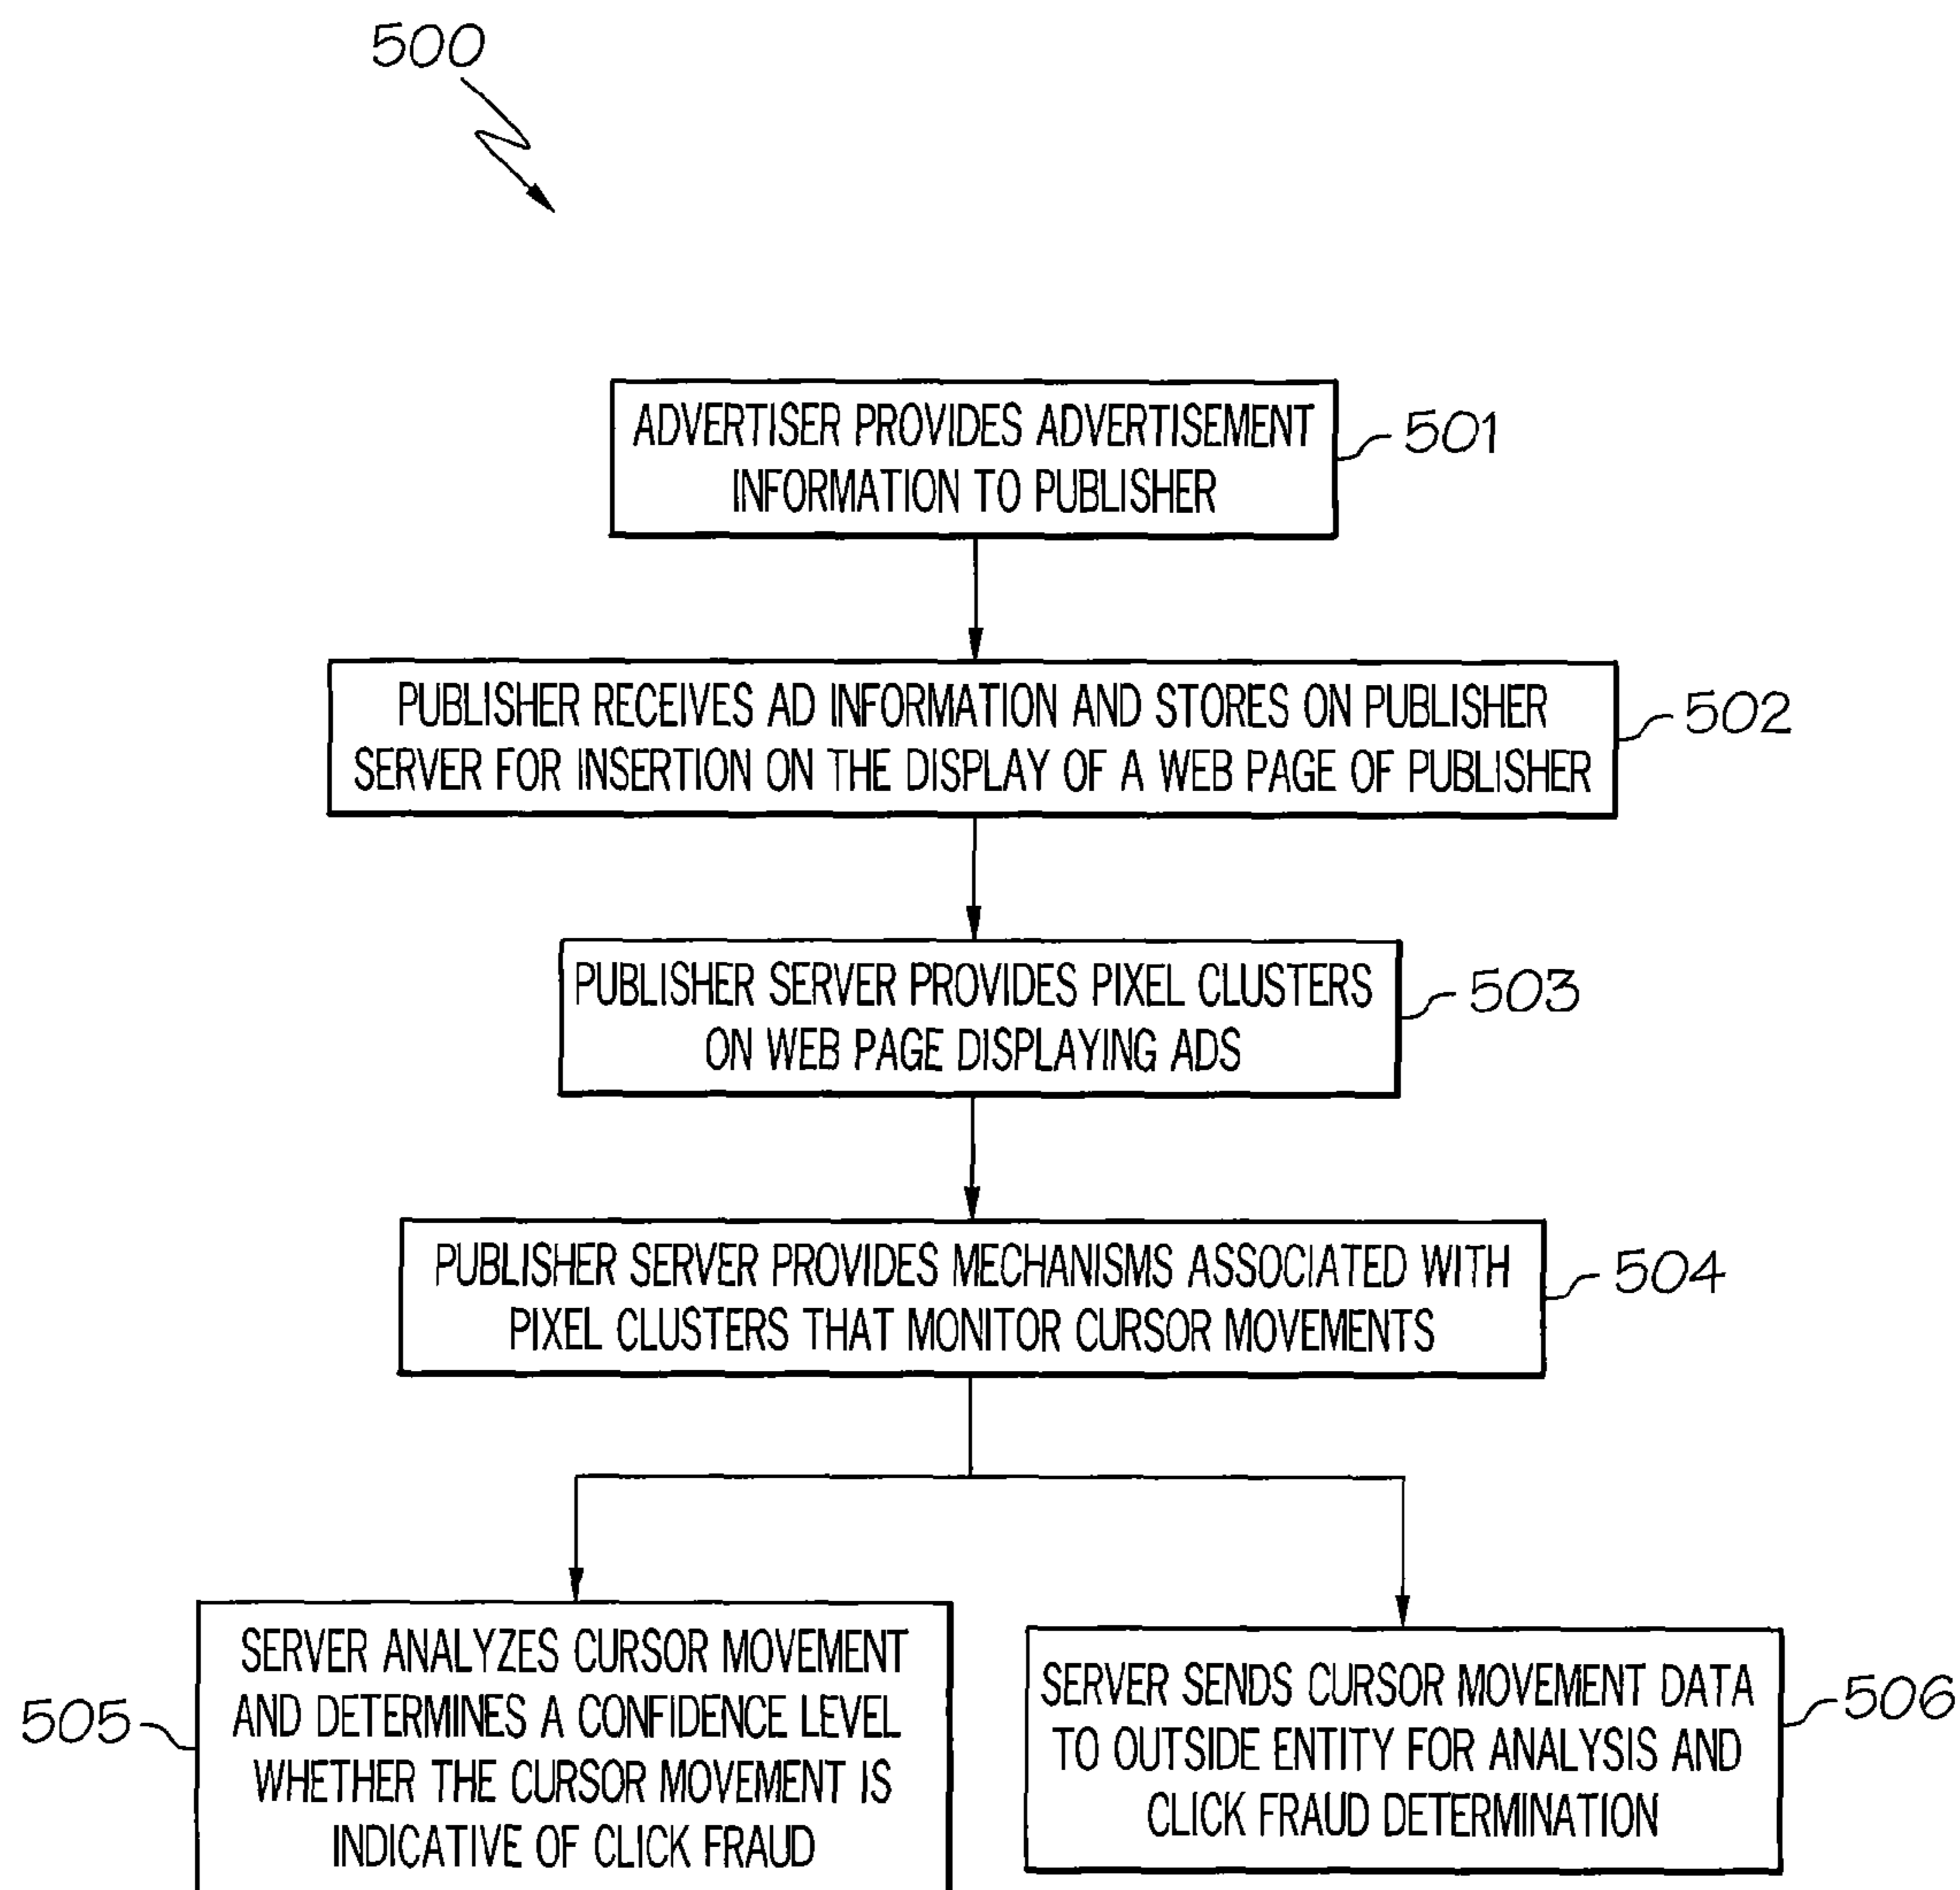 500
ADVERTISER PROVIDES ADVERTISEMENT
INFORMATION TO PUBLISHER
501
PUBLISHER RECEIVES AD INFORMATION AND STORES ON PUBLISHER
SERVER FOR INSERTION ON THE DISPLAY OF A WEB PAGE OF PUBLISHER
502
PUBLISHER SERVER PROVIDES PIXEL CLUSTERS
ON WEB PAGE DISPLAYING ADS
503
PUBLISHER SERVER PROVIDES MECHANISMS ASSOCIATED WITH
PIXEL CLUSTERS THAT MONITOR CURSOR MOVEMENTS
504
505
SERVER ANALYZES CURSOR MOVEMENT
AND DETERMINES A CONFIDENCE LEVEL
WHETHER THE CURSOR MOVEMENT IS
INDICATIVE OF CLICK FRAUD
SERVER SENDS CURSOR MOVEMENT DATA
TO OUTSIDE ENTITY FOR ANALYSIS AND
CLICK FRAUD DETERMINATION
506